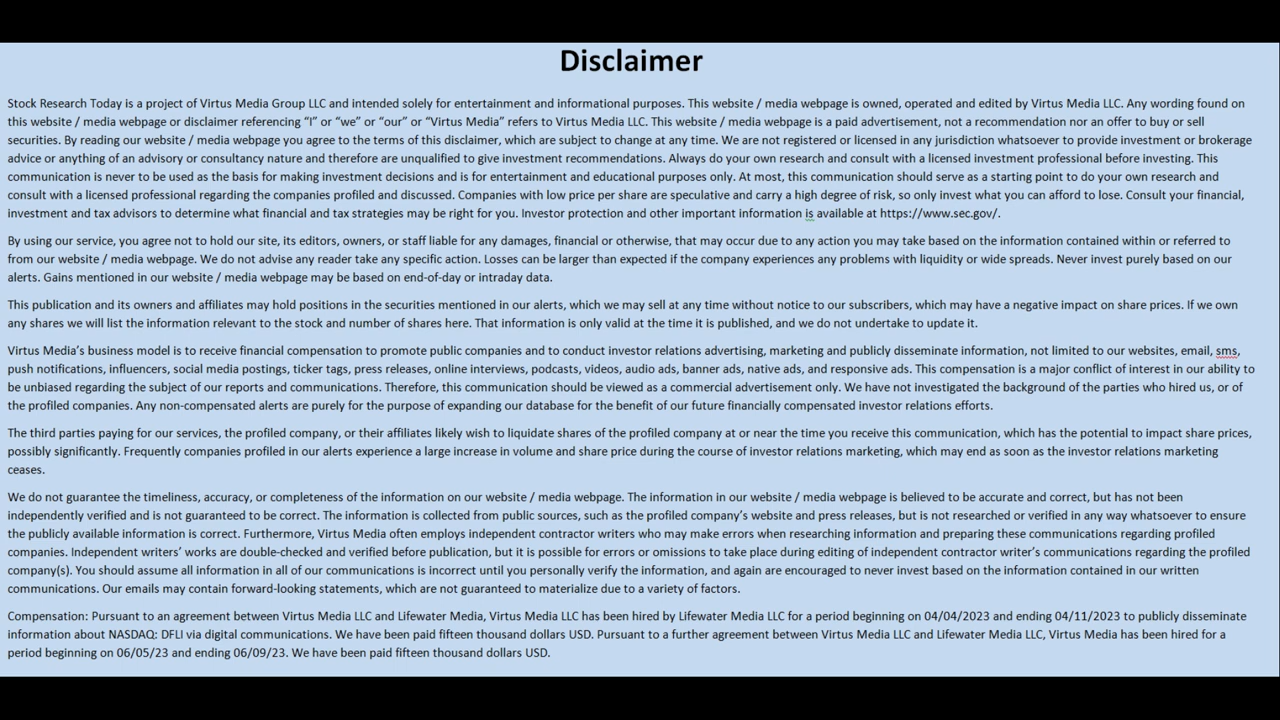 Disclaimer
Stock Research Today is a project of Virtus Media Group LLC and intended solely for entertainment and informational purposes. This website / media webpage is owned, operated and edited by Virtus Media LLC. Any wording found on
this website / media webpage or disclaimer referencing “I” or “we” or “our” or “Virtus Media” refers to Virtus Media LLC. This website / media webpage is a paid advertisement, not a recommendation nor an offer to buy or sell
securities. By reading our website / media webpage you agree to the terms of this disclaimer, which are subject to change at any time. We are not registered or licensed in any jurisdiction whatsoever to provide investment or brokerage
advice or anything of an advisory or consultancy nature and therefore are unqualified to give investment recommendations. Always do your own research and consult with a licensed investment professional before investing. This
communication is never to be used as the basis for making investment decisions and is for entertainment and educational purposes only. At most, this communication should serve as a starting point to do your own research and
consult with a licensed professional regarding the companies profiled and discussed. Companies with low price per share are speculative and carry a high degree of risk, so only invest what you can afford to lose. Consult your financial,
investment and tax advisors to determine what financial and tax strategies may be right for you. Investor protection and other important information is available at https://www.sec.gov/.
By using our service, you agree not to hold our site, its editors, owners, or staff liable for any damages, financial or otherwise, that may occur due to any action you may take based on the information contained within or referred to
from our website / media webpage. We do not advise any reader take any specific action. Losses can be larger than expected if the company experiences any problems with liquidity or wide spreads. Never invest purely based on our
alerts. Gains mentioned in our website / media webpage may be based on end-of-day or intraday data.
This publication and its owners and affiliates may hold positions in the securities mentioned in our alerts, which we may sell at any time without notice to our subscribers, which may have a negative impact on share prices. If we own
any shares we will list the information relevant to the stock and number of shares here. That information is only valid at the time it is published, and we do not undertake to update it.
Virtus Media’s business model is to receive financial compensation to promote public companies and to conduct investor relations advertising, marketing and publicly disseminate information, not limited to our websites, email, sms,
push notifications, influencers, social media postings, ticker tags, press releases, online interviews, podcasts, videos, audio ads, banner ads, native ads, and responsive ads. This compensation is a major conflict of interest in our ability to
be unbiased regarding the subject of our reports and communications. Therefore, this communication should be viewed as a commercial advertisement only. We have not investigated the background of the parties who hired us, or of
the profiled companies. Any non-compensated alerts are purely for the purpose of expanding our database for the benefit of our future financially compensated investor relations efforts.
The third parties paying for our services, the profiled company, or their affiliates likely wish to liquidate shares of the profiled company at or near the time you receive this communication, which has the potential to impact share prices,
possibly significantly. Frequently companies profiled in our alerts experience a large increase in volume and share price during the course of investor relations marketing, which may end as soon as the investor relations marketing
ceases.
We do not guarantee the timeliness, accuracy, or completeness of the information on our website / media webpage. The information in our website / media webpage is believed to be accurate and correct, but has not been
independently verified and is not guaranteed to be correct. The information is collected from public sources, such as the profiled company’s website and press releases, but is not researched or verified in any way whatsoever to ensure
the publicly available information is correct. Furthermore, Virtus Media often employs independent contractor writers who may make errors when researching information and preparing these communications regarding profiled
companies. Independent writers’ works are double-checked and verified before publication, but it is possible for errors or omissions to take place during editing of independent contractor writer’s communications regarding the profiled
company(s). You should assume all information in all of our communications is incorrect until you personally verify the information, and again are encouraged to never invest based on the information contained in our written
communications. Our emails may contain forward-looking statements, which are not guaranteed to materialize due to a variety of factors.
Compensation: Pursuant to an agreement between Virtus Media LLC and Lifewater Media, Virtus Media LLC has been hired by Lifewater Media LLC for a period beginning on 04/04/2023 and ending 04/11/2023 to publicly disseminate
information about NASDAQ: DFLI via digital communications. We have been paid fifteen thousand dollars USD. Pursuant to a further agreement between Virtus Media LLC and Lifewater Media LLC, Virtus Media has been hired for a
period beginning on 06/05/23 and ending 06/09/23. We have been paid fifteen thousand dollars USD.